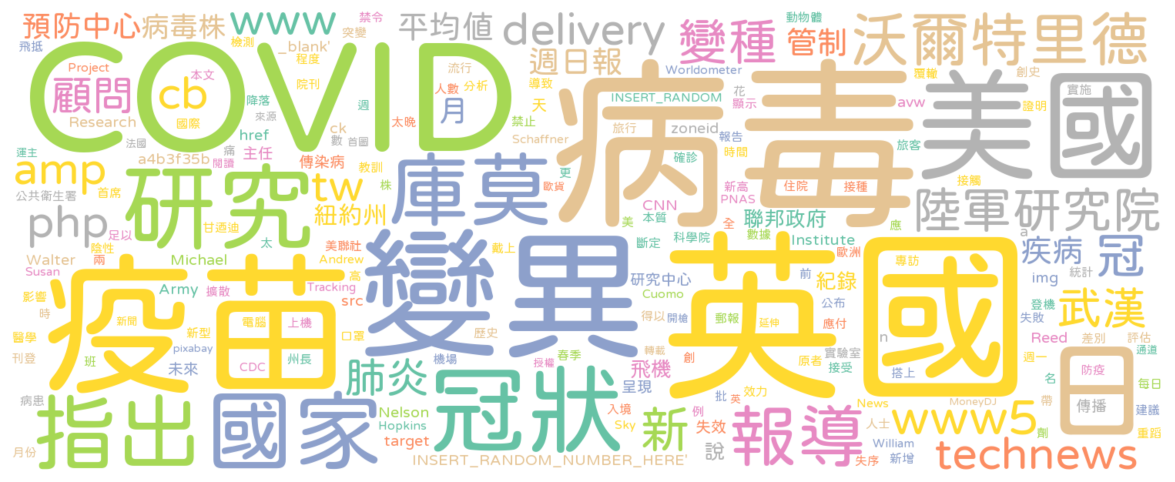 預防中心 病毒株 www 平均值 delivery 變種 管制 沃爾特里德
飛抵 檢測 禁令 突變 _blank' 程度 週日報 動物體 覆轍 創史
COVID 病毒 美國
Project 本文 顧問 cb 院刊 流行 人數 分析 導致 Worldometer 花 顯示 avw 證明 實施
Research 國際 降落 來源 週 月 天 禁止 INSERT_RANDOM
法國 痛 href ck 數 首圖 太晚 Schaffner 旅行 zoneid 報告 旅客
運主 閱讀 a4b3f35b 主任 傳染病 教訓 庫莫 更 確診 時間 接觸
amp 公共衛生署 首席 研究 tw 株 歐貨 新高 住院 接種 陸軍研究院
php 甘迺迪 太 紐約州 CNN PNAS 聯邦政府 應
陰性 足以 美聯社 變異 戴上 美 本質 全 數據 Institute a 疾病 冠
Walter 兩 Michael Andrew 斷定 科學院 英國 歐洲 專訪
Susan 擴散 Army 高 Tracking src 研究中心 前 紀錄 img 統計
影響 時 疫苗 Cuomo 公布 登機 武漢
醫學 新聞 新型 電腦 上機 口罩 歷史 得以 開槍 郵報 延伸 應付 失敗
刊登 班 pixabay CDC 州長 機場 授權 春季 轉載 創 原者 實驗室 n Reed 差別 評估
未來 肺炎 飛機 接受 週一 通道
指出 國家 冠狀 呈現 批 英 效力 搭上 名 日 防疫 每日
病患 Nelson 入境 新 例 報導 News www5 MoneyDJ 帶 傳播 建議
Hopkins Sky 失效 人士 劑 重蹈
月份 target 說 William
INSERT_RANDOM_NUMBER_HERE' 失序 新增 technews